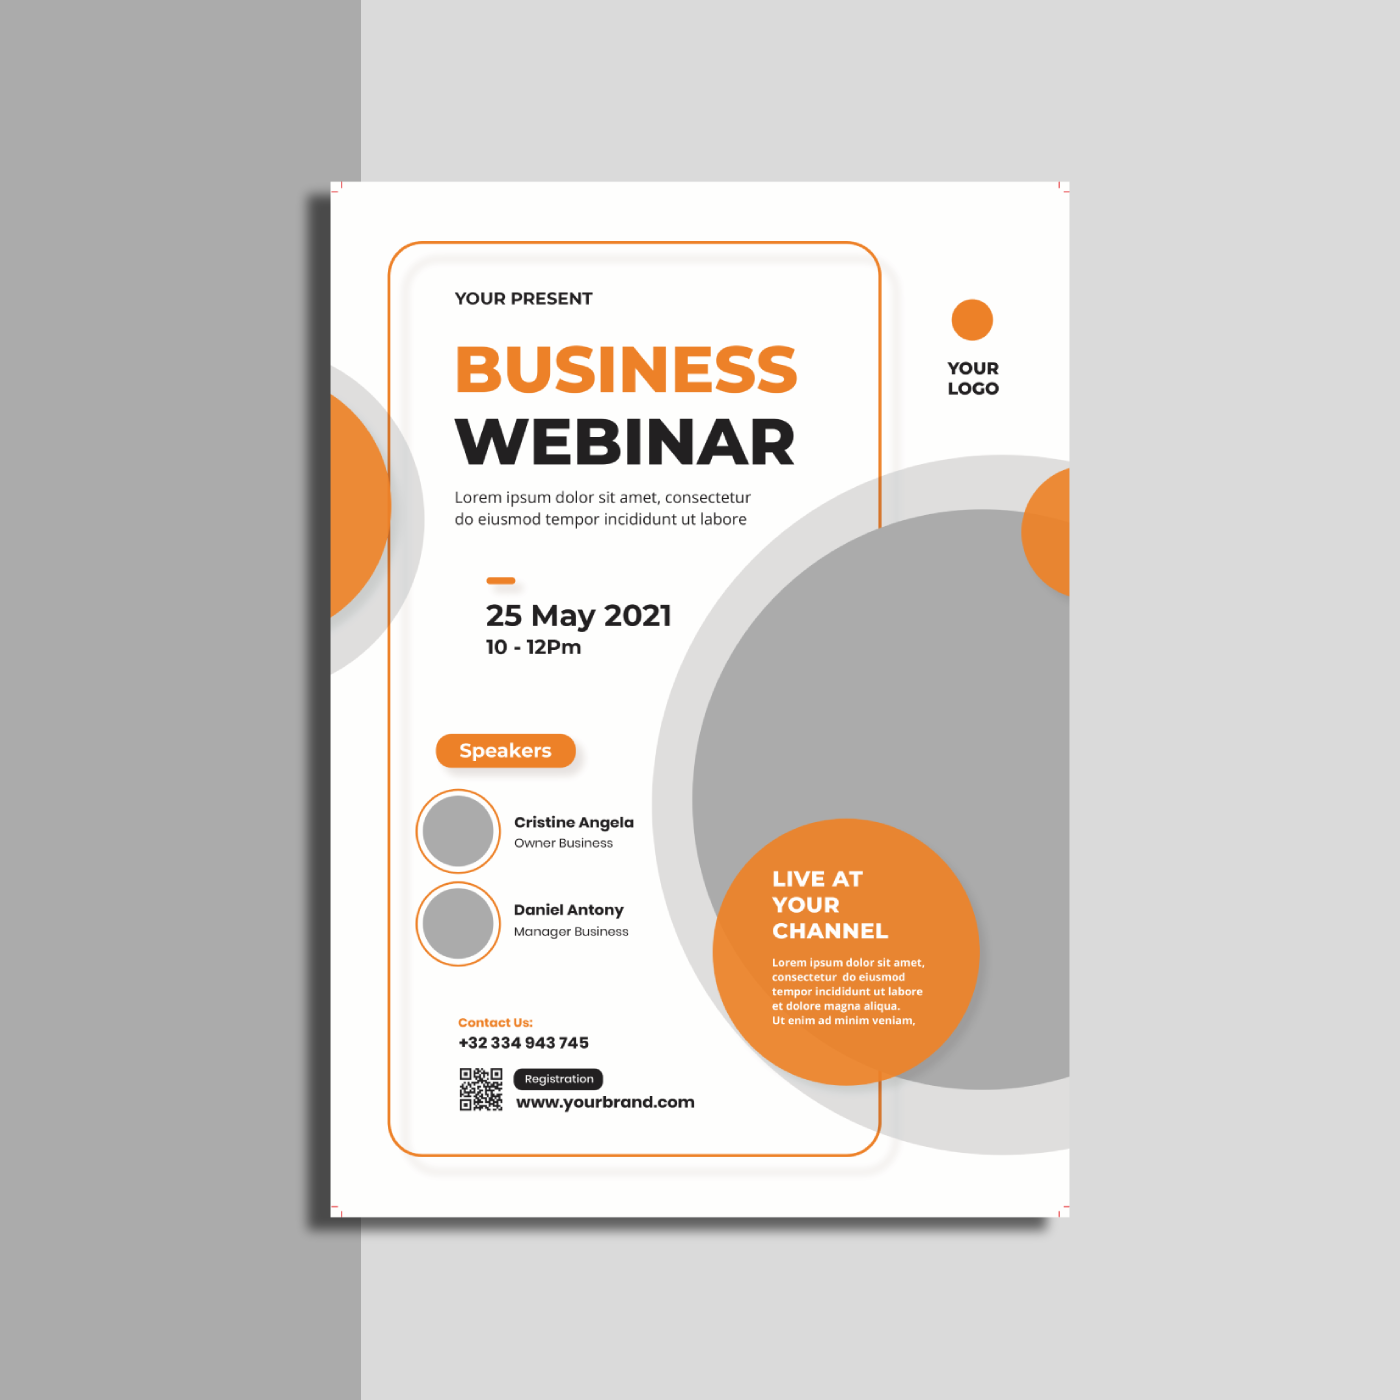 YOUR PRESENT
BUSINESS
WEBINAR
Lorem ipsum dolor sit amet, consectetur
do eiusmod tempor incididunt ut labore
YOUR
LOGO
25 May 2021
10 - 12Pm
Speakers
Cristine Angela
Owner Business
Daniel Antony
Manager Business
LIVE AT
YOUR
CHANNEL
Lorem ipsum dolor sit amet,
consectetur  do eiusmod
tempor incididunt ut labore
et dolore magna aliqua.
Ut enim ad minim veniam,
Contact Us:
+32 334 943 745
Registration
www.yourbrand.com